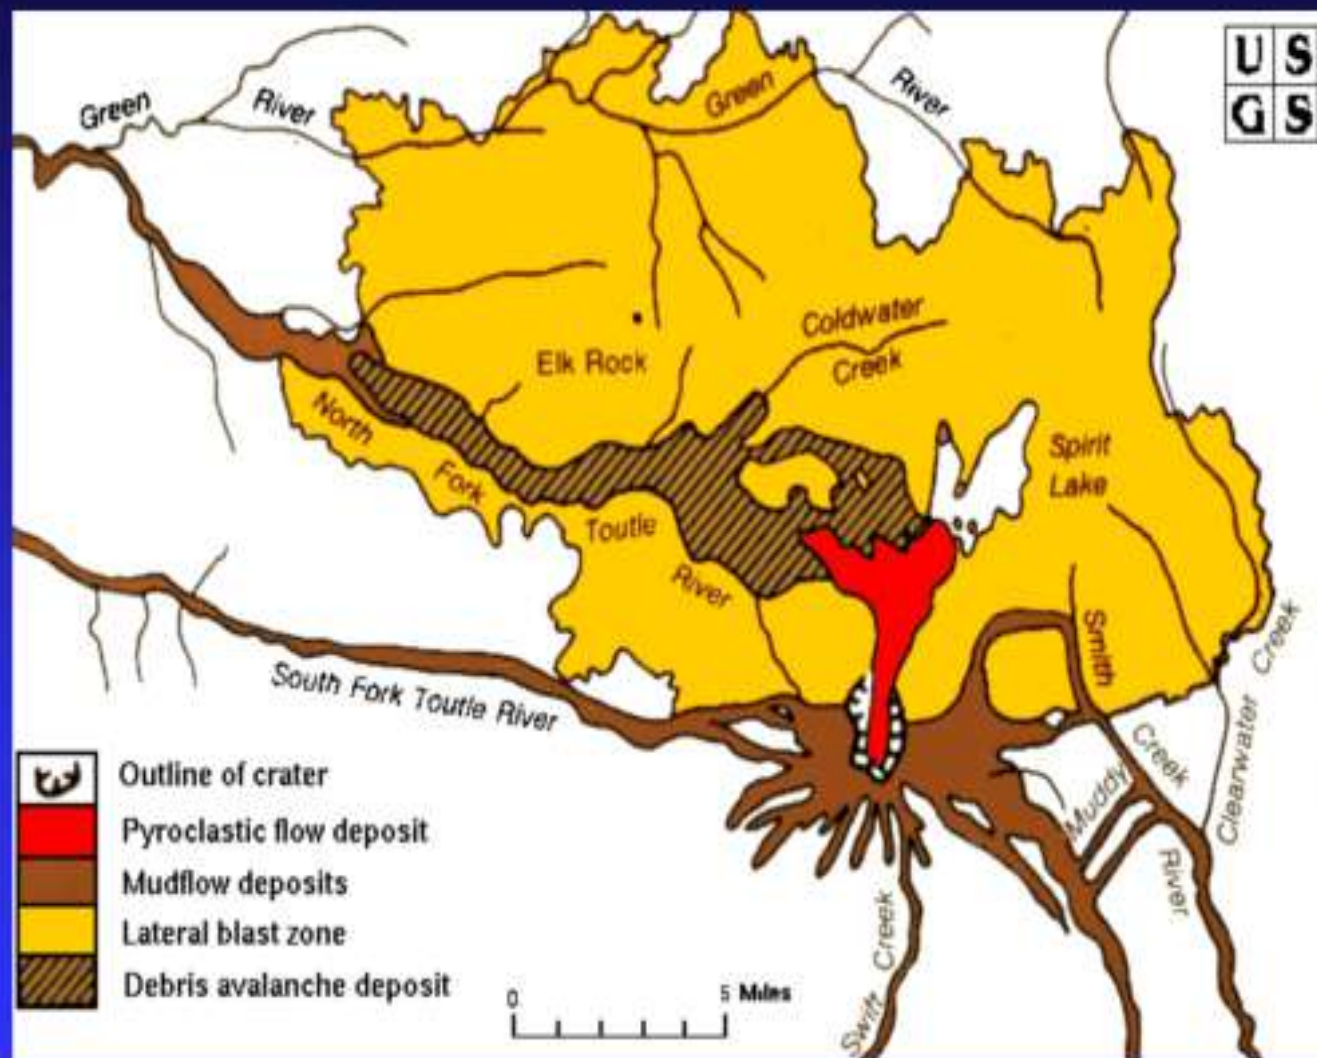 U S
G S
Green
River
Green
River
Coldwater
Creek
Elk Rock
North
Fork
Toutle
River
Spirit
Lake
Smith
Creek
Clearwater Creek
South Fork Toutle River
Muddy
River
Swift Creek
Outline of crater
Pyroclastic flow deposit
Mudflow deposits
Lateral blast zone
Debris avalanche deposit
0 5 Miles